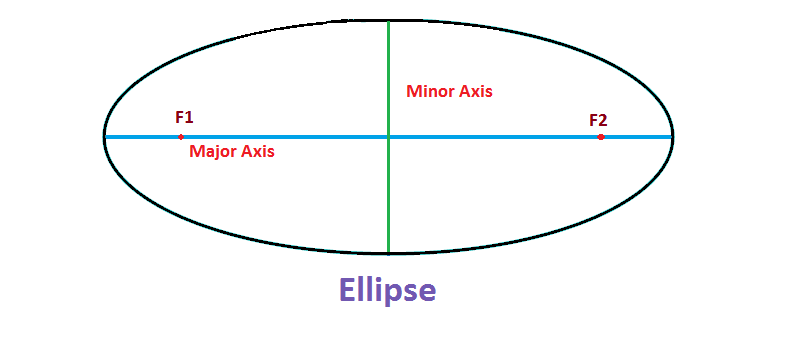 Minor Axis
F1
F2
Major Axis
Ellipse